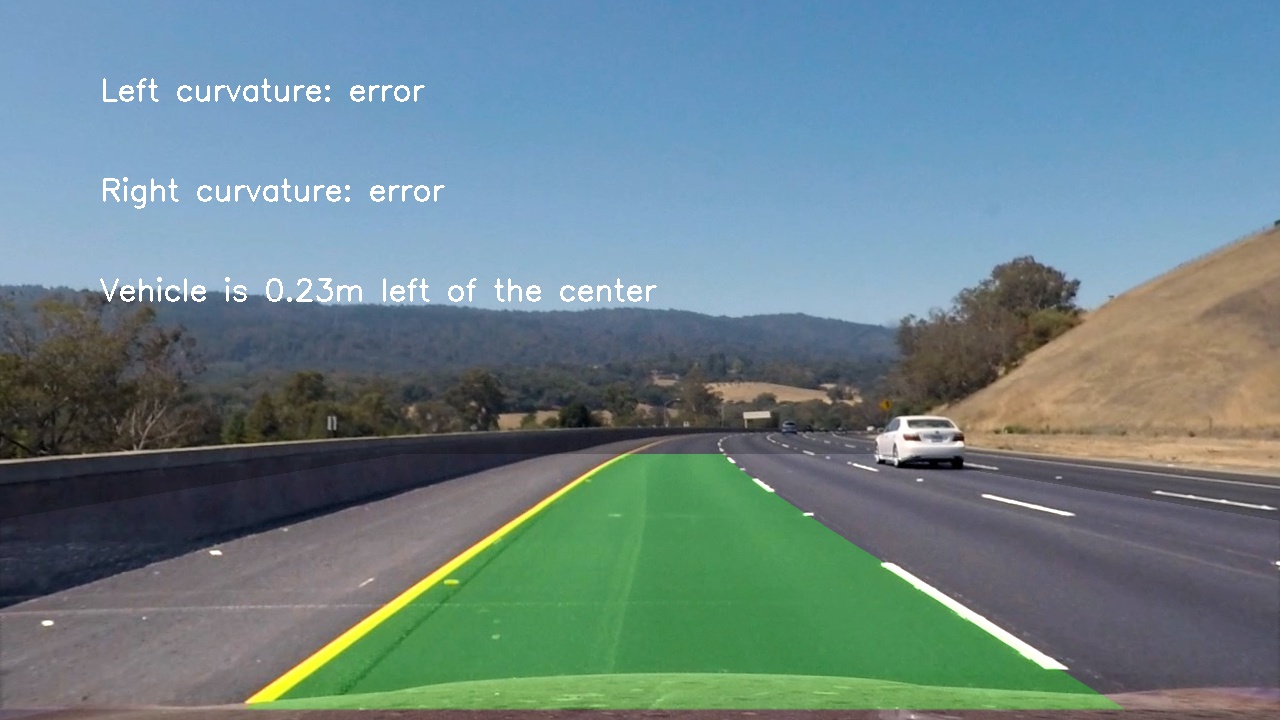 Left curvature: error
Right curvature: error
Vehicle is 0.23m left of the center